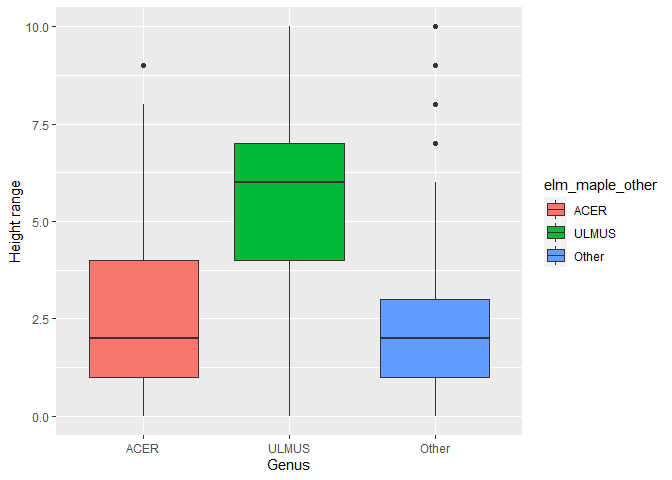 10.0
7.5
5.0
2.5
0.0
Height range
ACER
ULMUS
Other
Genus
elm_maple_other
ACER
ULMUS
Other